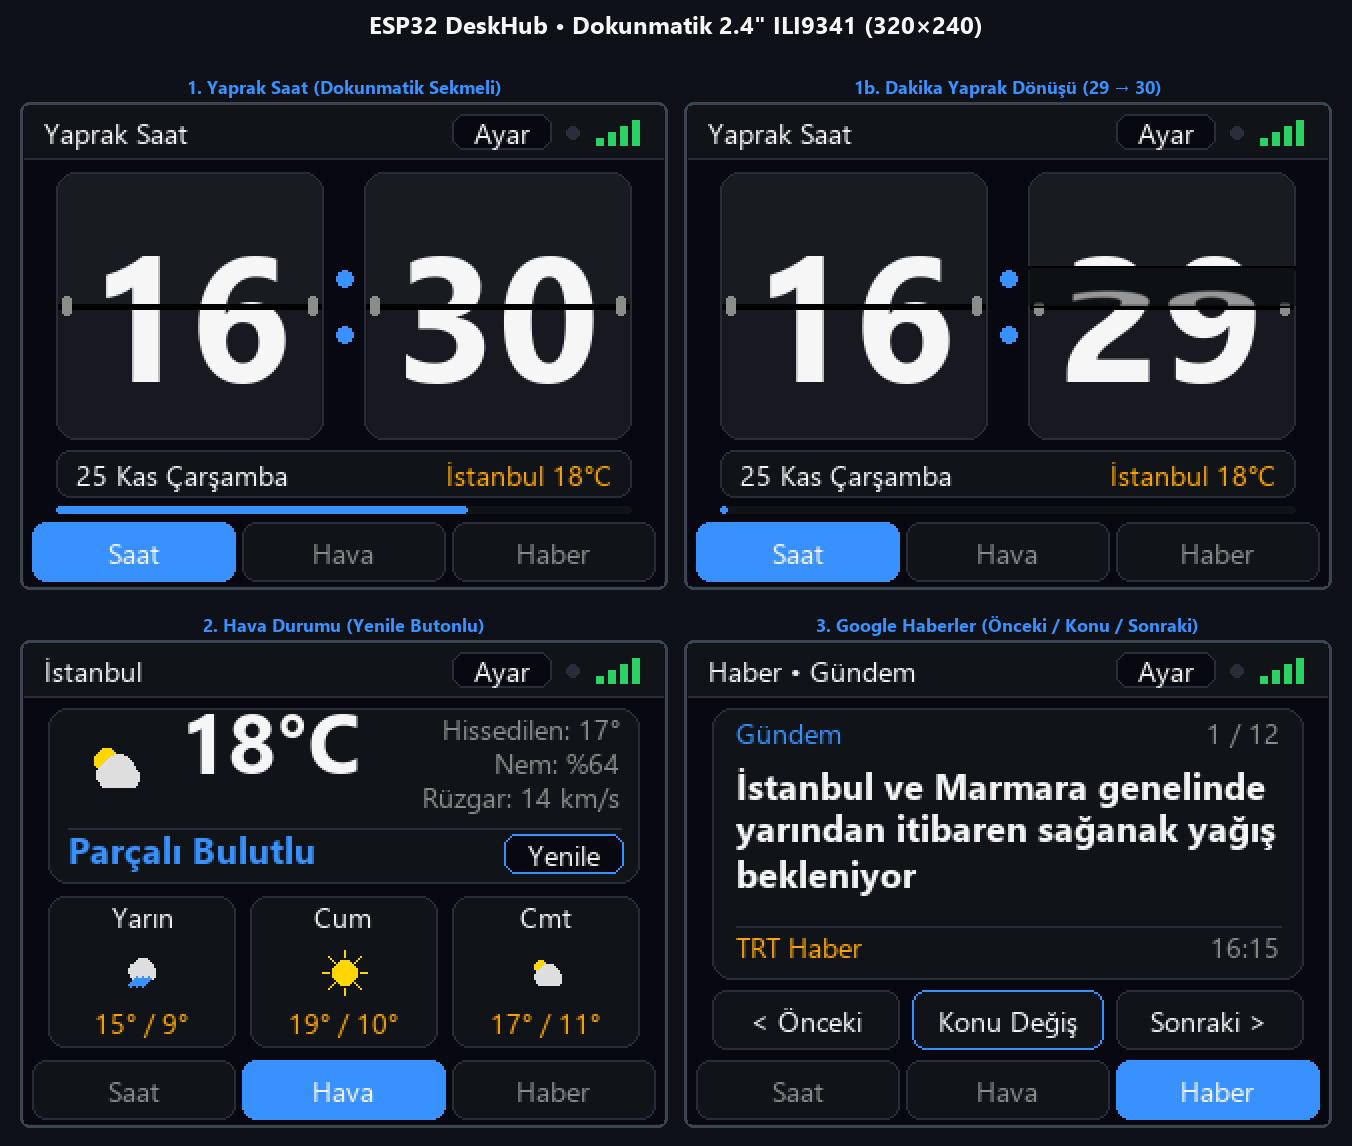 ESP32 DeskHub • Dokunmatik 2.4" ILI9341 (320×240)
1. Yaprak Saat (Dokunmatik Sekmeli)
Yaprak Saat
Ayar
16
30
25 Kas Çarşamba
İstanbul 18°C
Saat
Hava
Haber
1b. Dakika Yaprak Dönüşü (29 → 30)
Yaprak Saat
Ayar
16
29
25 Kas Çarşamba
İstanbul 18°C
Saat
Hava
Haber
2. Hava Durumu (Yenile Butonlu)
İstanbul
Ayar
18°C
Hissedilen: 17°
Nem: %64
Rüzgar: 14 km/s
Parçalı Bulutlu
Yenile
Yarın
Cum
Cmt
15° / 9°
19° / 10°
17° / 11°
Saat
Hava
Haber
3. Google Haberler (Önceki / Konu / Sonraki)
Haber • Gündem
Ayar
Gündem
1 / 12
İstanbul ve Marmara genelinde
yarından itibaren sağanak yağış
bekleniyor
TRT Haber
16:15
< Önceki
Konu Değiş
Sonraki >
Saat
Hava
Haber